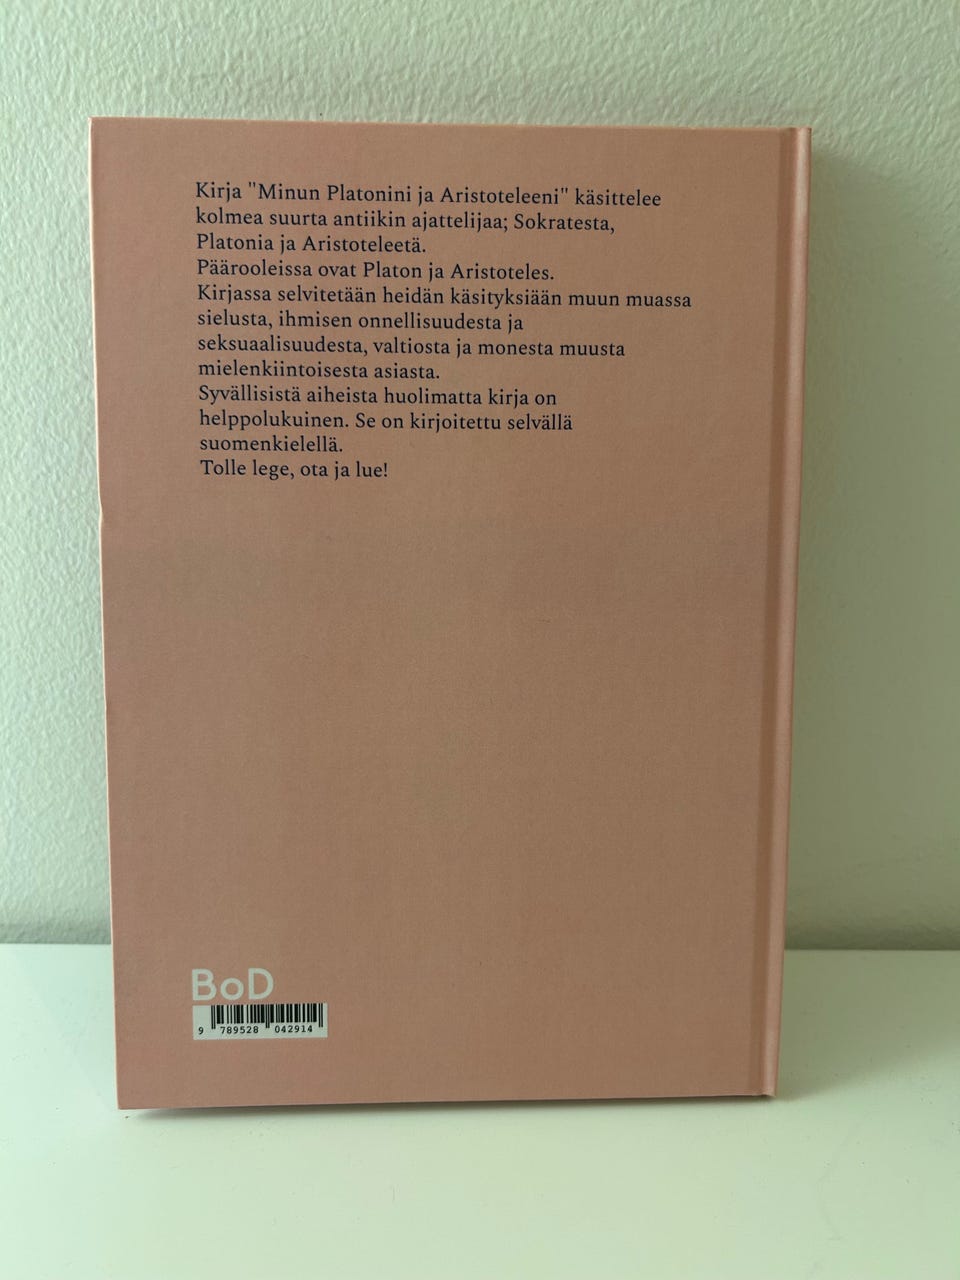 Kirja "Minun Platonini ja Aristoteleeni" käsittelee
kolmea suurta antiikin ajattelijaa; Sokratesta,
Platonia ja Aristoteleetä.
Päärooleissa ovat Platon ja Aristoteles.
Kirjassa selvitetään heidän käsityksiään muun muassa
sielusta, ihmisen onnellisuudesta ja
seksuaalisuudesta, valtiosta ja monesta muusta
mielenkiintoisesta asiasta.
Syvällisistä aiheista huolimatta kirja on
helppolukuinen. Se on kirjoitettu selvällä
suomenkielellä.
Tolle lege, ota ja lue!
BoD
9 789528 042914